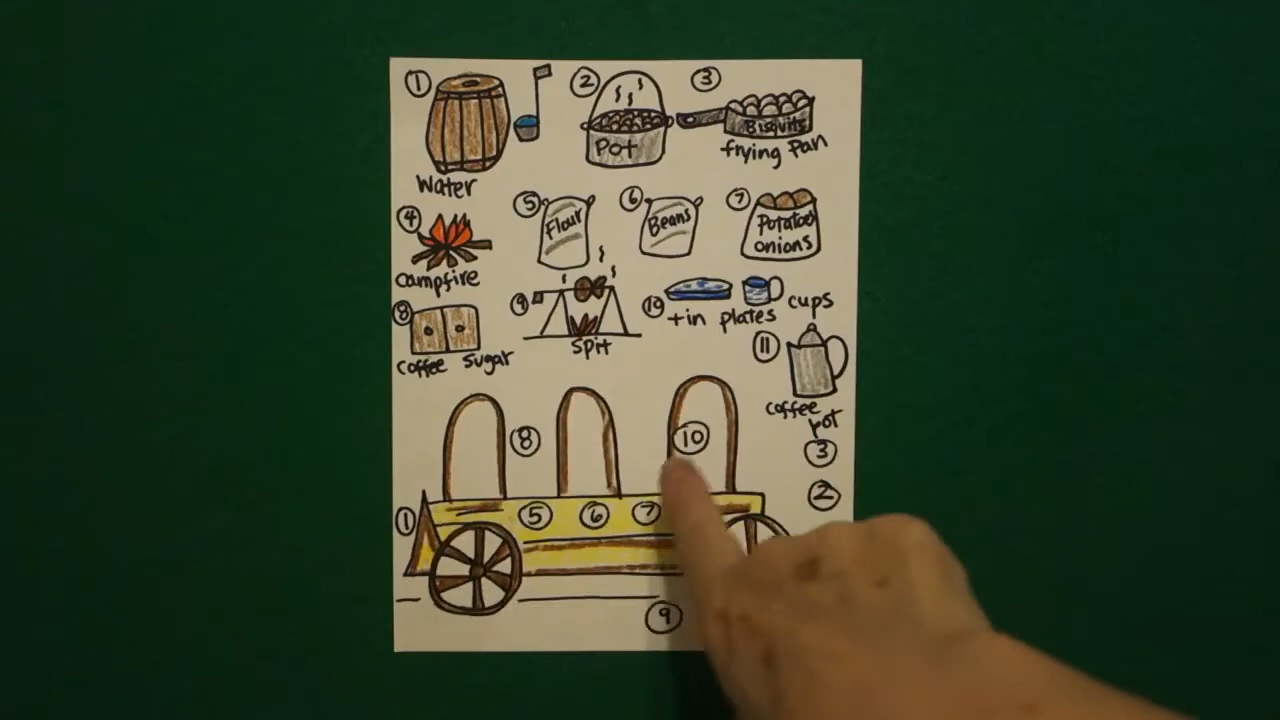 1
Water
2
Pot
3
Bisquits
frying Pan
4
Campfire
5
Flour
6
Beans
7
Potatoes
onions
8
Coffee Sugar
9
Spit
10
tin plates cups
11
Coffee
pot
3
2
8
10
1
5
6
7
9